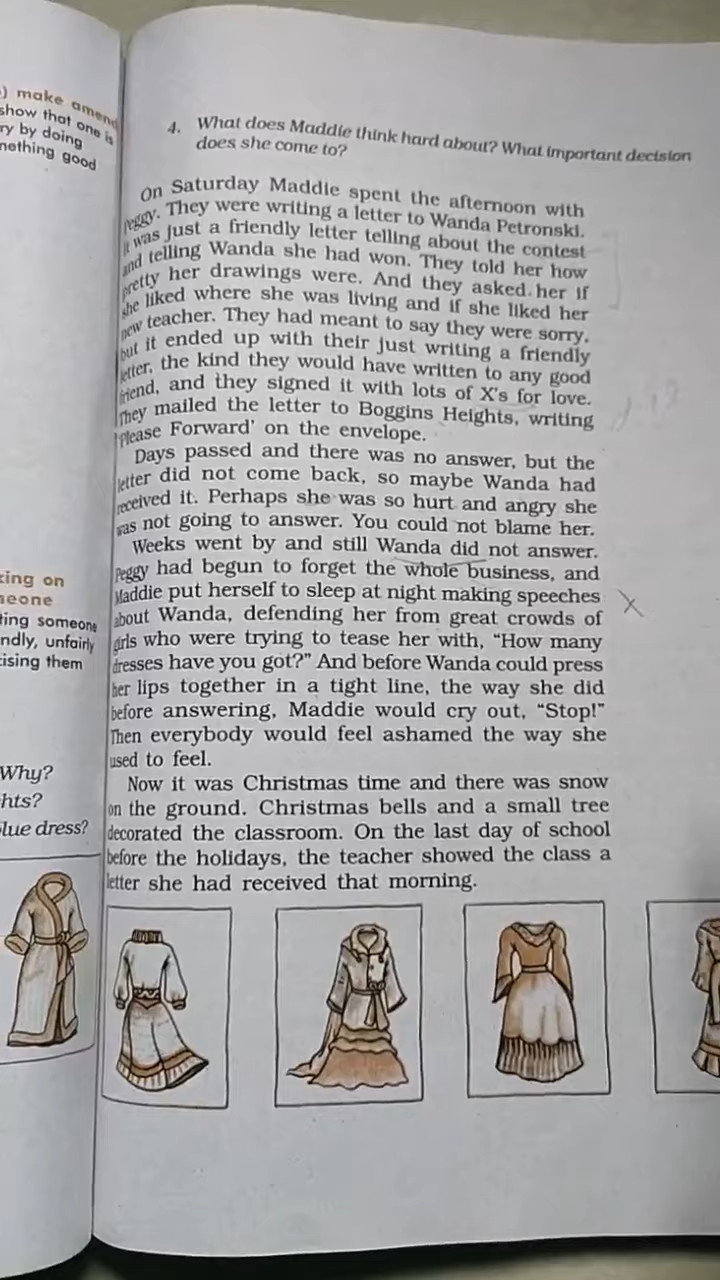 ) make amend
show that one is
ry by doing
nething good
king on
neone
ting someone
ndly, unfairly
cising them
Why?
hts?
lue dress?
4. What does Maddie think hard about? What important decision
does she come to?
On Saturday Maddie spent the afternoon with
Peggy. They were writing a letter to Wanda Petronski.
It was just a friendly letter telling about the contest
and telling Wanda she had won. They told her how
pretty her drawings were. And they asked her if
she liked where she was living and if she liked her
new teacher. They had meant to say they were sorry,
but it ended up with their just writing a friendly
letter, the kind they would have written to any good
friend, and they signed it with lots of X's for love.
They mailed the letter to Boggins Heights, writing
'Please Forward' on the envelope.
Days passed and there was no answer, but the
letter did not come back, so maybe Wanda had
received it. Perhaps she was so hurt and angry she
was not going to answer. You could not blame her.
Weeks went by and still Wanda did not answer.
Peggy had begun to forget the whole business, and
Maddie put herself to sleep at night making speeches
about Wanda, defending her from great crowds of
girls who were trying to tease her with, “How many
dresses have you got?” And before Wanda could press
her lips together in a tight line, the way she did
before answering, Maddie would cry out, “Stop!”
Then everybody would feel ashamed the way she
used to feel.
Now it was Christmas time and there was snow
on the ground. Christmas bells and a small tree
decorated the classroom. On the last day of school
before the holidays, the teacher showed the class a
letter she had received that morning.